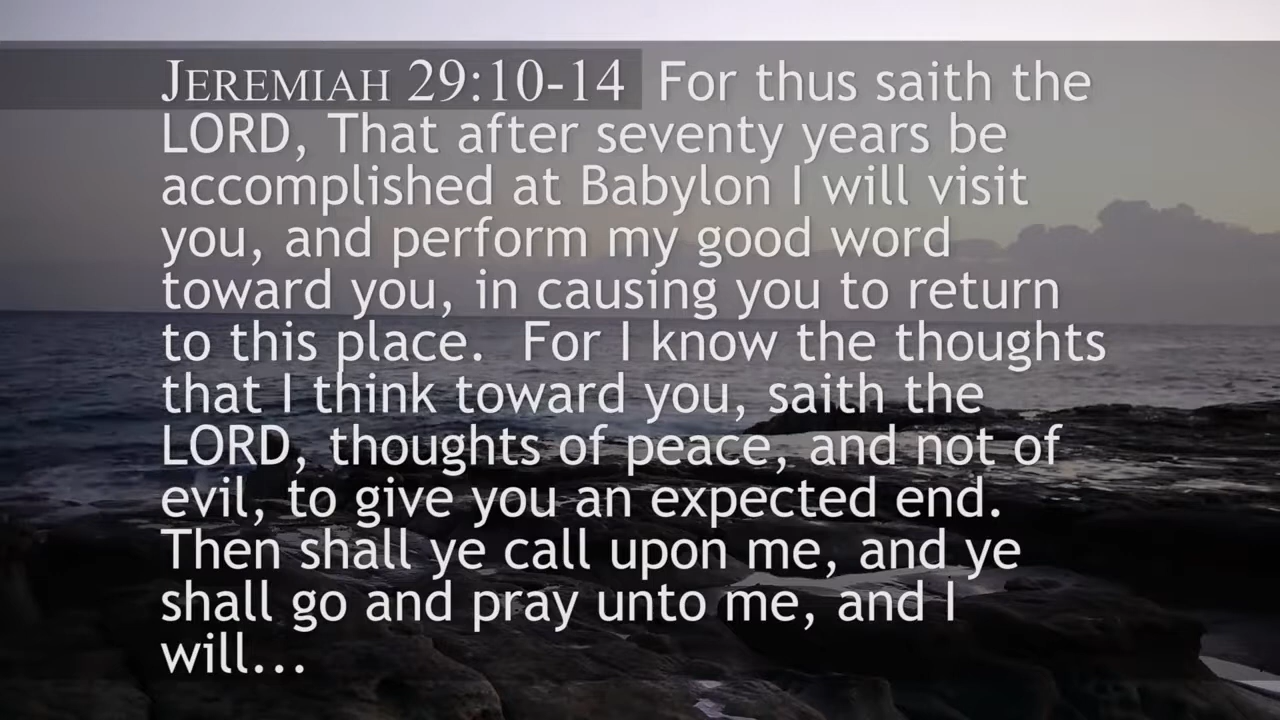 JEREMIAH 29:10-14 For thus saith the
LORD, That after seventy years be
accomplished at Babylon I will visit
you, and perform my good word
toward you, in causing you to return
to this place.  For I know the thoughts
that I think toward you, saith the
LORD, thoughts of peace, and not of
evil, to give you an expected end.
Then shall ye call upon me, and ye
shall go and pray unto me, and I
will...